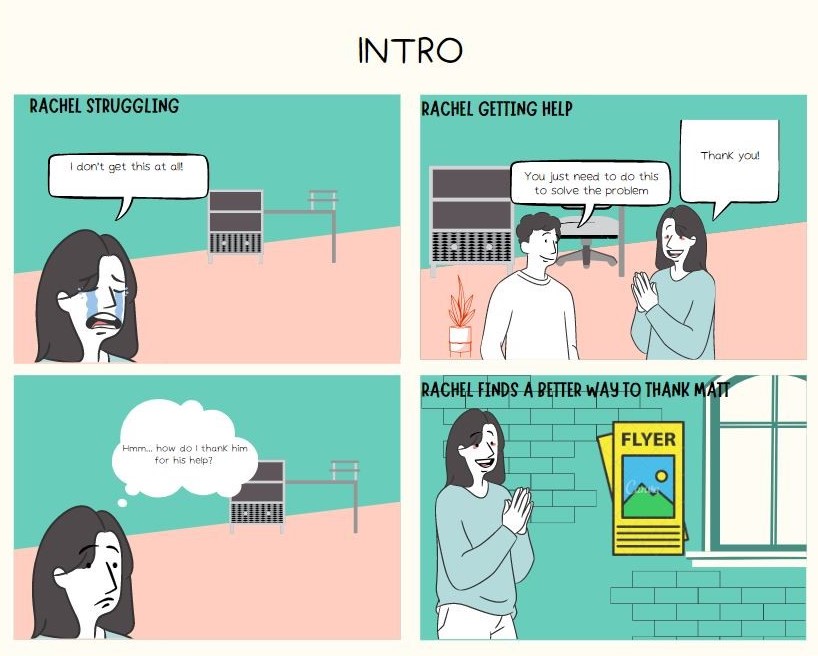 INTRO
RACHEL STRUGGLING
I don't get this at all!
RACHEL GETTING HELP
You just need to do this
to solve the problem
Thank you!
Hmm... how do I thank him
for his help?
RACHEL FINDS A BETTER WAY TO THANK MATT
FLYER
Canva